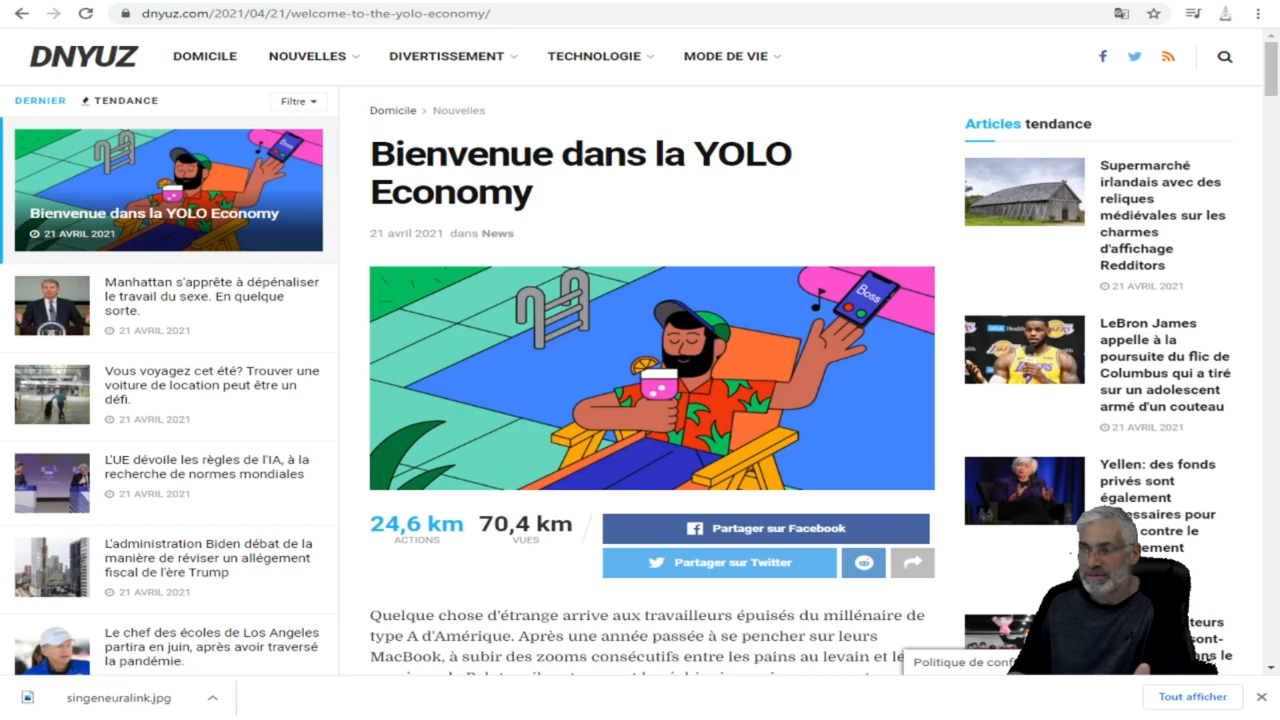 dnyuz.com/2021/04/21/welcome-to-the-yolo-economy/
DNYUZ
DOMICILE
NOUVELLES
DIVERTISSEMENT
TECHNOLOGIE
MODE DE VIE
DERNIER
TENDANCE
Filtre
Bienvenue dans la YOLO Economy
21 AVRIL 2021
Manhattan s'apprête à dépénaliser
le travail du sexe. En quelque
sorte.
21 AVRIL 2021
Vous voyagez cet été? Trouver une
voiture de location peut être un
défi.
21 AVRIL 2021
L'UE dévoile les règles de l'IA, à la
recherche de normes mondiales
21 AVRIL 2021
L'administration Biden débat de la
manière de réviser un allégement
fiscal de l'ère Trump
21 AVRIL 2021
Le chef des écoles de Los Angeles
partira en juin, après avoir traversé
la pandémie.
Domicile > Nouvelles
Bienvenue dans la YOLO
Economy
21 avril 2021 dans News
Boss
24,6 km
ACTIONS
70,4 km
VUES
Partager sur Facebook
Partager sur Twitter
Quelque chose d'étrange arrive aux travailleurs épuisés du millénaire de
type A d'Amérique. Après une année passée à se pencher sur leurs
MacBook, à subir des zooms consécutifs entre les pains au levain et le
Articles tendance
Supermarché
irlandais avec des
reliques
médiévales sur les
charmes
d'affichage
Redditors
21 AVRIL 2021
LeBron James
appelle à la
poursuite du flic de
Columbus qui a tiré
sur un adolescent
armé d'un couteau
21 AVRIL 2021
Yellen: des fonds
privés sont
également
pour
contre le
Politique de
singeneuralink.jpg
Tout afficher